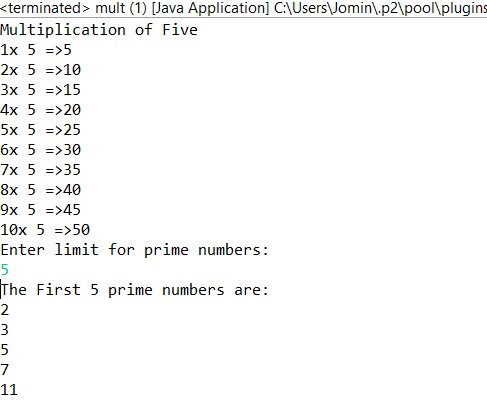 <terminated> mult (1) [Java Application] C:\Users\Jomin\.p2\pool\plugins
Multiplication of Five
1x 5 =>5
2x 5 =>10
3x 5 =>15
4x 5 =>20
5x 5 =>25
6x 5 =>30
7x 5 =>35
8x 5 =>40
9x 5 =>45
10x 5 =>50
Enter limit for prime numbers:
5
The First 5 prime numbers are:
2
3
5
7
11